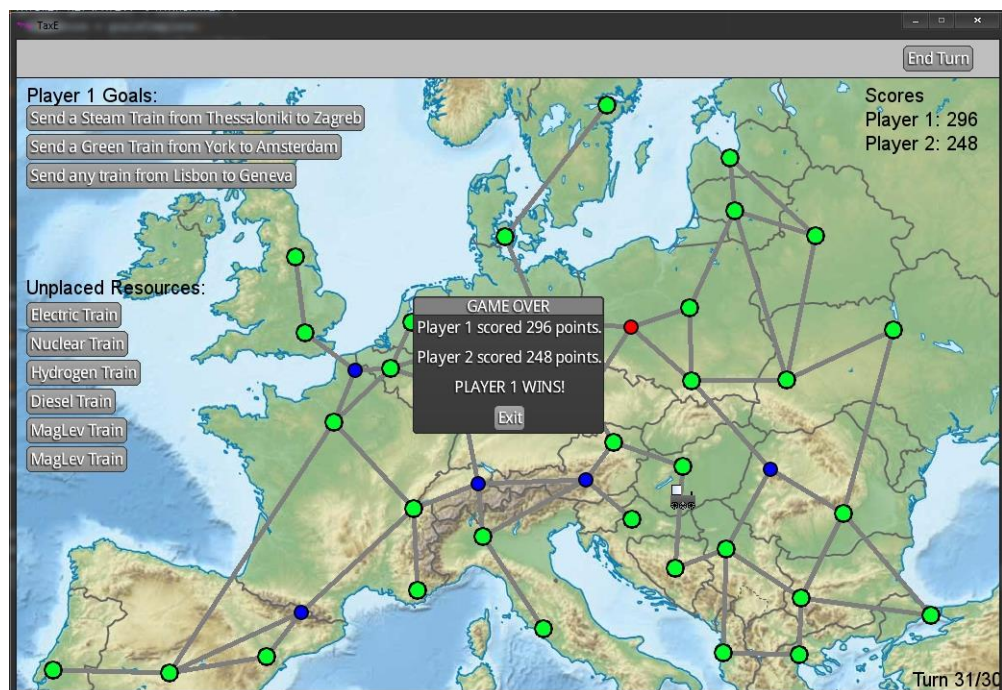 TaxE
End Turn
Player 1 Goals:
Send a Steam Train from Thessaloniki to Zagreb
Send a Green Train from York to Amsterdam
Send any train from Lisbon to Geneva
Scores
Player 1: 296
Player 2: 248
Unplaced Resources:
Electric Train
Nuclear Train
Hydrogen Train
Diesel Train
MagLev Train
MagLev Train
GAME OVER
Player 1 scored 296 points.
Player 2 scored 248 points.
PLAYER 1 WINS!
Exit
Turn 31/30